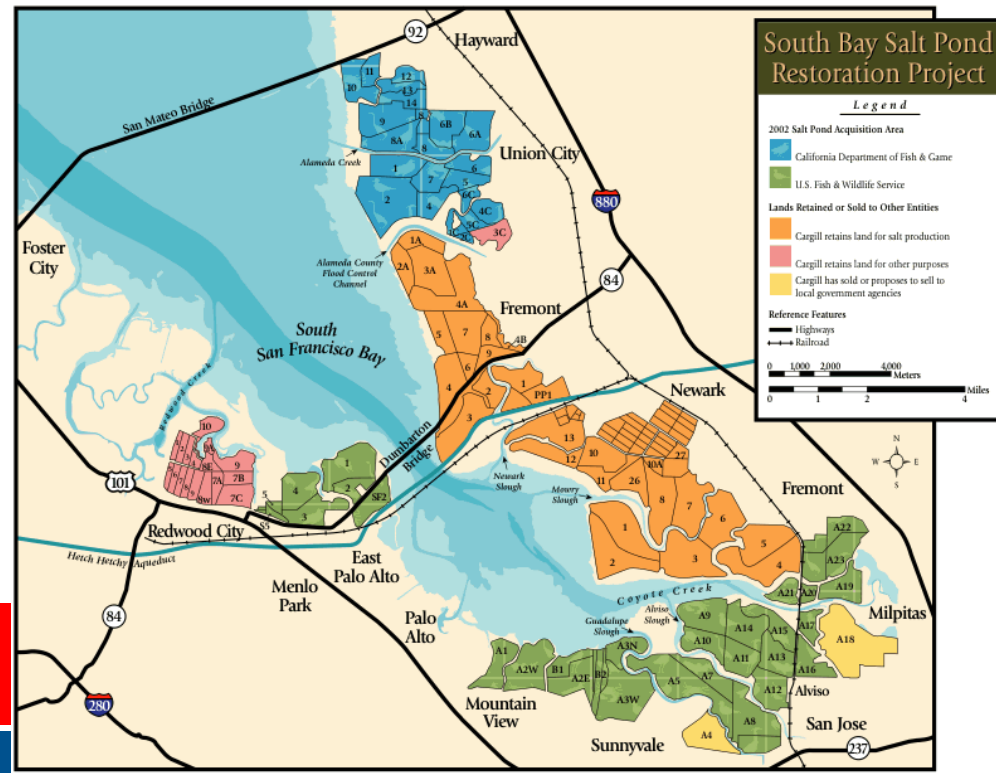 South Bay Salt Pond
Restoration Project
Legend
2002 Salt Pond Acquisition Area
California Department of Fish & Game
U.S. Fish & Wildlife Service
Lands Retained or Sold to Other Entities
Cargill retains land for salt production
Cargill retains land for other purposes
Cargill has sold or proposes to sell to
local government agencies
Reference Features
Highways
Railroad
0 1,000 2,000 4,000
Meters
Miles
0 1 2 4
N
W E
S
92
Hayward
San Mateo Bridge
11
10
12
13
14
9
8
6B
6A
8A
8
Alameda Creek
Union City
1
6
7
5
2
4
6C
4C
5C
3C
880
Foster
City
Alameda County
Flood Control
Channel
1A
2A
3A
84
4A
Fremont
South
San Francisco Bay
5
7
8
4B
9
6
4
2
1
PP1
3
Newark
Redwood Creek
10
9
7A
7B
7C
8W
Dumbarton
Bridge
1
4
2
SF2
5
3
S5
101
Redwood City
Newark
Slough
Mowry
Slough
13
12
10
10A
27
11
26
8
7
6
1
2
3
5
4
Fremont
Hetch Hetchy Aqueduct
East
Palo Alto
Menlo
Park
Palo
Alto
84
280
Coyote Creek
Alviso
Slough
Guadalupe
Slough
A22
A23
A21
A20
A19
Milpitas
A9
A14
A15
A17
A18
A10
A11
A13
A16
A12
Alviso
A1
A2W
B1
A2E
B2
A3N
A3W
A5
A7
A8
A4
Mountain
View
Sunnyvale
San Jose
237